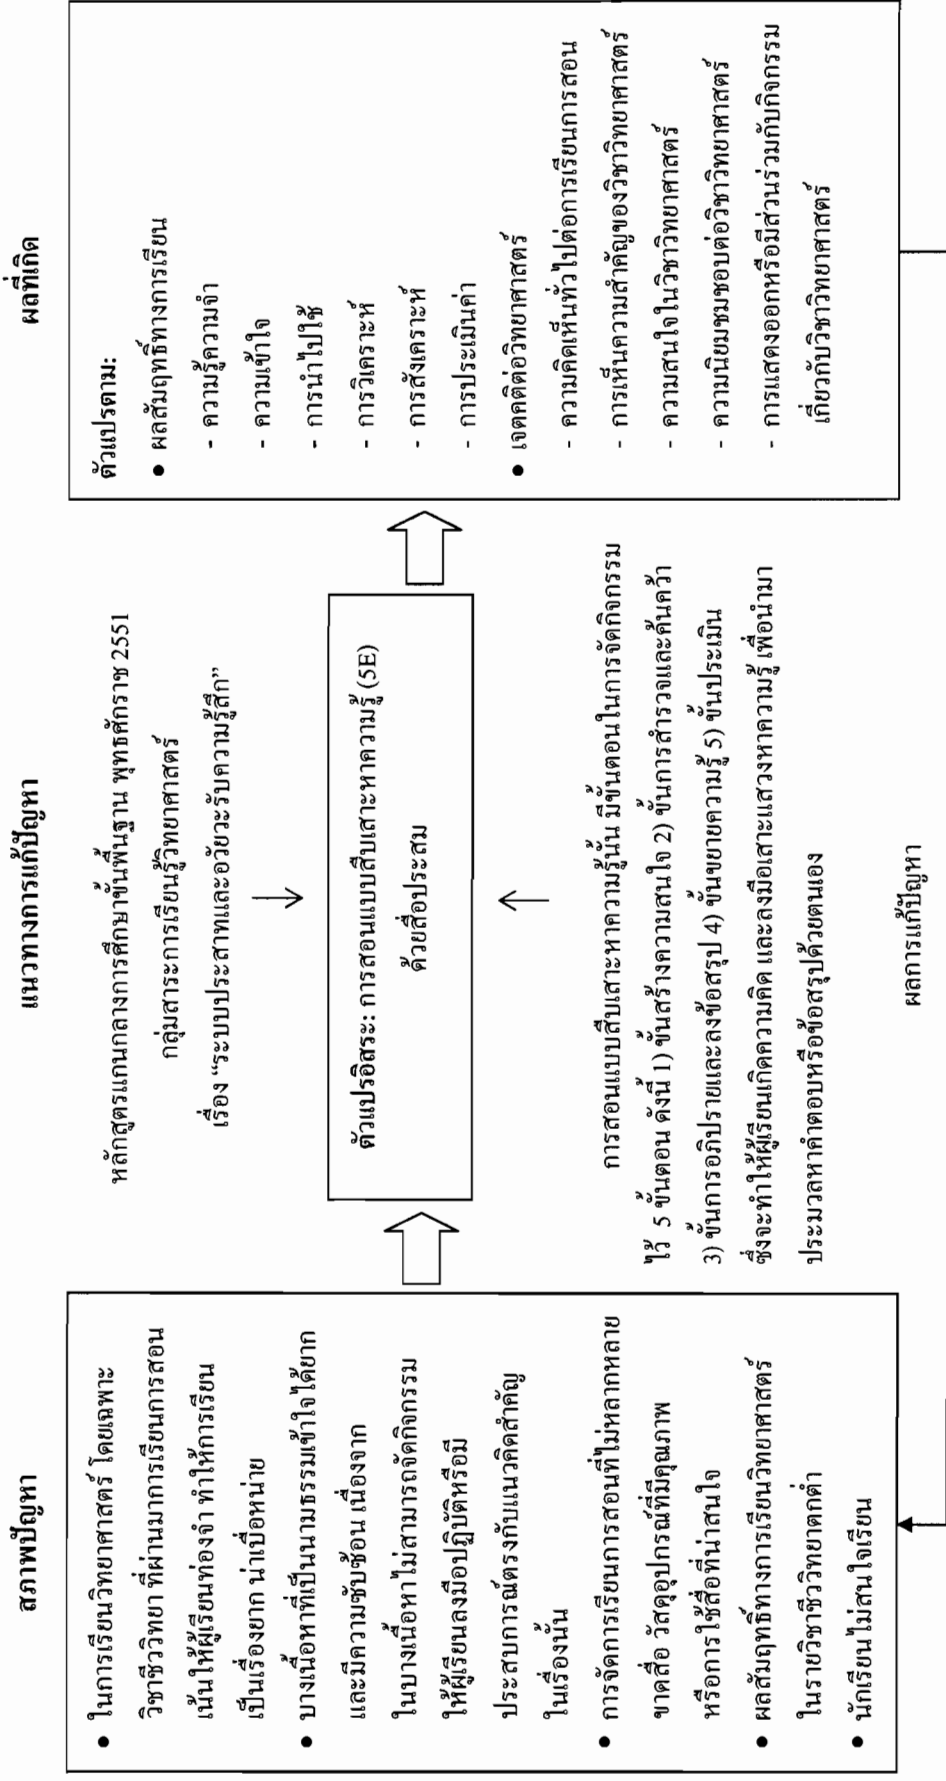 สภาพปัญหา
● ในการเรียนวิทยาศาสตร์ โดยเฉพาะ
วิชาชีววิทยา ที่ผ่านมาการเรียนการสอน
เน้นให้ผู้เรียนท่องจำ ทำให้การเรียน
เป็นเรื่องยาก น่าเบื่อหน่าย
● บางเนื้อหาที่เป็นนามธรรมเข้าใจได้ยาก
และมีความซับซ้อน เนื่องจาก
ในบางเนื้อหาไม่สามารถจัดกิจกรรม
ให้ผู้เรียนลงมือปฏิบัติหรือมี
ประสบการณ์ตรงกับแนวคิดสำคัญ
ในเรื่องนั้น
● การจัดการเรียนการสอนที่ไม่หลากหลาย
ขาดสื่อ วัสดุอุปกรณ์ที่มีคุณภาพ
หรือการใช้สื่อที่น่าสนใจ
● ผลสัมฤทธิ์ทางการเรียนวิทยาศาสตร์
ในรายวิชาชีววิทยาตกต่ำ
● นักเรียนไม่สนใจเรียน
แนวทางการแก้ปัญหา
หลักสูตรแกนกลางการศึกษาขั้นพื้นฐาน พุทธศักราช 2551
กลุ่มสาระการเรียนรู้วิทยาศาสตร์
เรื่อง “ระบบประสาทและอวัยวะรับความรู้สึก”
ตัวแปรอิสระ: การสอนแบบสืบเสาะหาความรู้ (5E)
ด้วยสื่อประสม
การสอนแบบสืบเสาะหาความรู้นั้น มีขั้นตอนในการจัดกิจกรรม
ไว้ 5 ขั้นตอน ดังนี้ 1) ขั้นสร้างความสนใจ 2) ขั้นการสำรวจและค้นคว้า
3) ขั้นการอภิปรายและลงข้อสรุป 4) ขั้นขยายความรู้ 5) ขั้นประเมิน
ซึ่งจะทำให้ผู้เรียนเกิดความคิด และลงมือเสาะแสวงหาความรู้ เพื่อนำมา
ประมวลหาคำตอบหรือข้อสรุปด้วยตนเอง
ผลที่เกิด
ตัวแปรตาม:
● ผลสัมฤทธิ์ทางการเรียน
- ความรู้ความจำ
- ความเข้าใจ
- การนำไปใช้
- การวิเคราะห์
- การสังเคราะห์
- การประเมินค่า
● เจตคติต่อวิทยาศาสตร์
- ความคิดเห็นทั่วไปต่อการเรียนการสอน
- การเห็นความสำคัญของวิชาวิทยาศาสตร์
- ความสนใจในวิชาวิทยาศาสตร์
- ความนิยมชมชอบต่อวิชาวิทยาศาสตร์
- การแสดงออกหรือมีส่วนร่วมกับกิจกรรม
เกี่ยวกับวิชาวิทยาศาสตร์
ผลการแก้ปัญหา